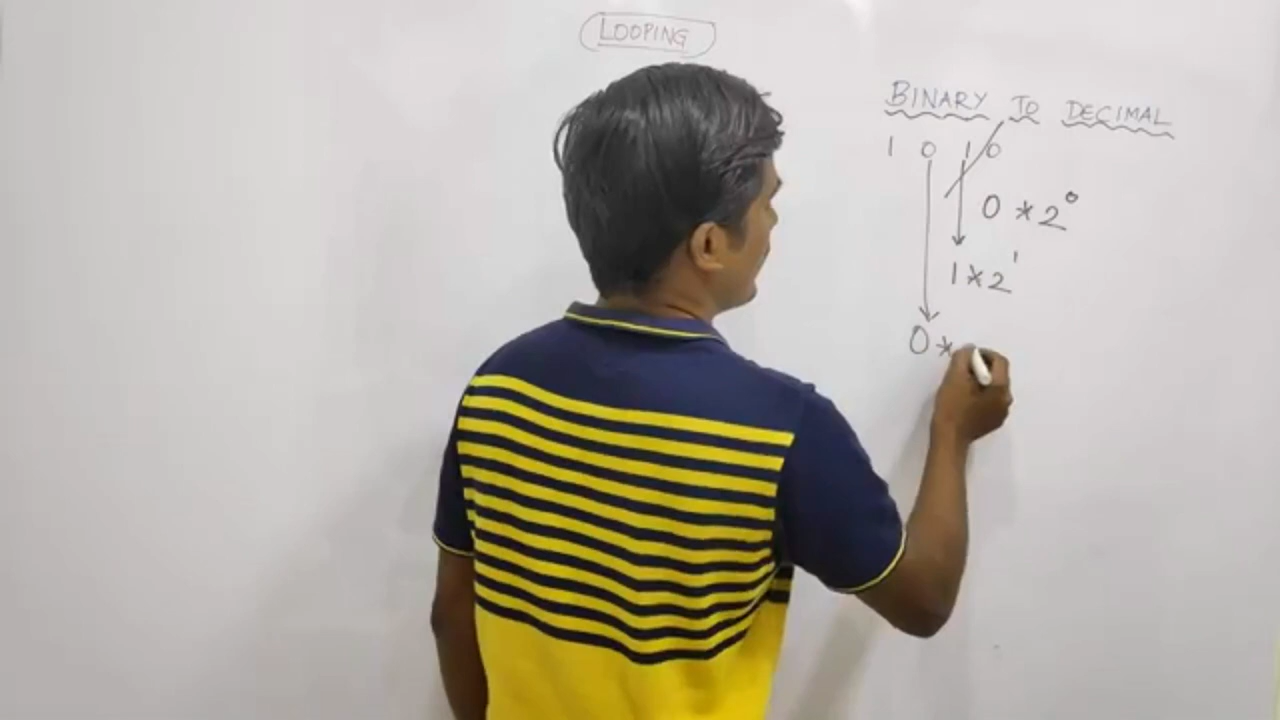 LOOPING
BINARY TO DECIMAL
1 0 1 0
0 * 2⁰
1 * 2¹
0 *